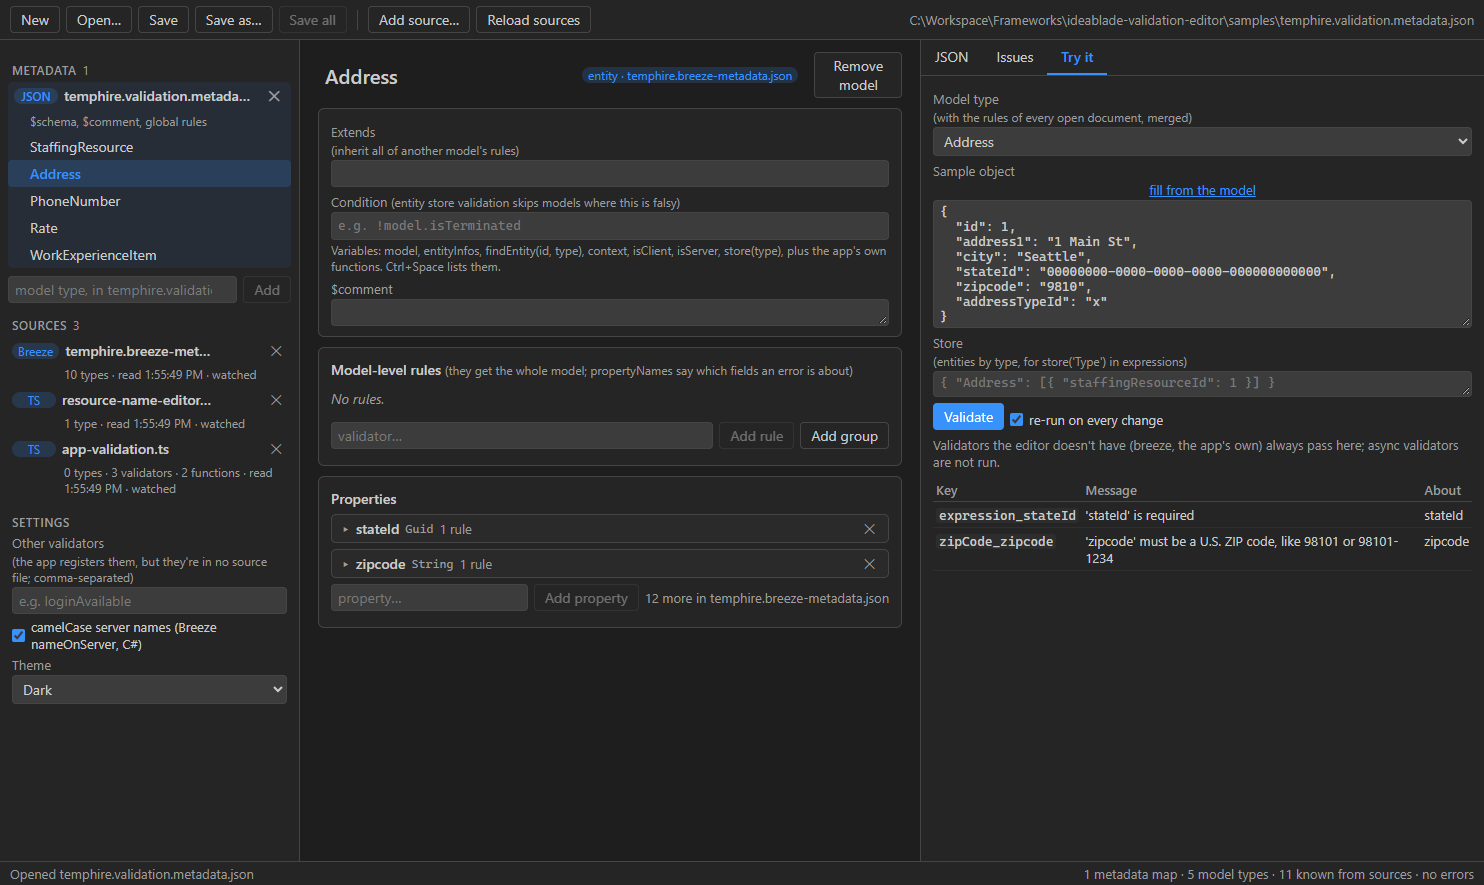 New Open... Save Save as... Save all Add source... Reload sources C:\Workspace\Frameworks\ideablade-validation-editor\samples\temphire.validation.metadata.json
METADATA 1
JSON temphire.validation.metada...
$schema, $comment, global rules
StaffingResource
Address
PhoneNumber
Rate
WorkExperienceItem
model type, in temphire.validati Add
SOURCES 3
Breeze temphire.breeze-met...
10 types · read 1:55:49 PM · watched
TS resource-name-editor...
1 type · read 1:55:49 PM · watched
TS app-validation.ts
0 types · 3 validators · 2 functions · read
1:55:49 PM · watched
SETTINGS
Other validators
(the app registers them, but they're in no source
file; comma-separated)
e.g. loginAvailable
camelCase server names (Breeze
nameOnServer, C#)
Theme
Dark
Address
entity · temphire.breeze-metadata.json
Remove
model
Extends
(inherit all of another model's rules)
Condition (entity store validation skips models where this is falsy)
e.g. !model.isTerminated
Variables: model, entityInfos, findEntity(id, type), context, isClient, isServer, store(type), plus the app's own
functions. Ctrl+Space lists them.
$comment
Model-level rules (they get the whole model; propertyNames say which fields an error is about)
No rules.
validator... Add rule Add group
Properties
stateId Guid 1 rule
zipcode String 1 rule
property... Add property 12 more in temphire.breeze-metadata.json
JSON Issues Try it
Model type
(with the rules of every open document, merged)
Address
Sample object
fill from the model
{
"id": 1,
"address1": "1 Main St",
"city": "Seattle",
"stateId": "00000000-0000-0000-0000-000000000000",
"zipcode": "9810",
"addressTypeId": "x"
}
Store
(entities by type, for store('Type') in expressions)
{ "Address": [{ "staffingResourceId": 1 }] }
Validate re-run on every change
Validators the editor doesn't have (breeze, the app's own) always pass here; async validators
are not run.
Key Message About
expression_stateId 'stateId' is required stateId
zipCode_zipcode 'zipcode' must be a U.S. ZIP code, like 98101 or 98101- zipcode
1234
Opened temphire.validation.metadata.json
1 metadata map · 5 model types · 11 known from sources · no errors